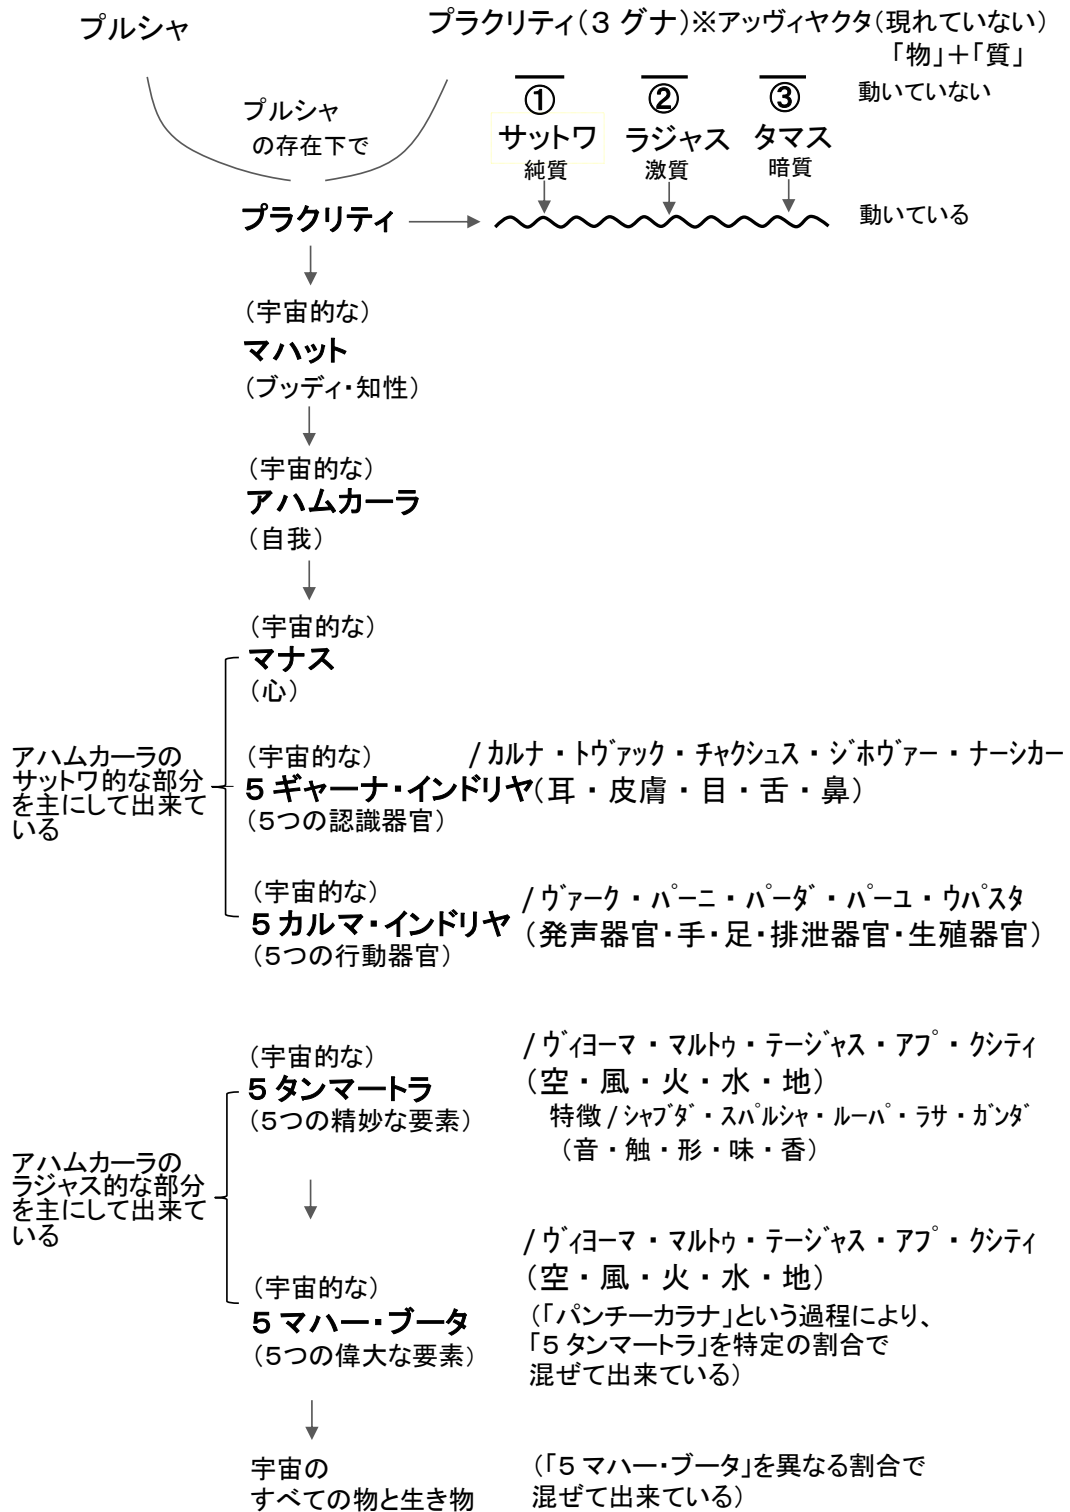 プルシャ
プラクリティ(３グナ)※アッヴィヤクタ(現れていない)
「物」＋「質」
動いていない
① ② ③
サットワ ラジャス タマス
純質 激質 暗質
プルシャ
の存在下で
プラクリティ
動いている
(宇宙的な)
マハット
(ブッディ・知性)
(宇宙的な)
アハムカーラ
(自我)
(宇宙的な)
マナス
(心)
アハムカーラの
サットワ的な部分
を主にして出来て
いる
(宇宙的な)
/ カルナ・トヴァック・チャクシュス・ジホヴァー・ナーシカー
５ギャーナ・インドリヤ(耳・皮膚・目・舌・鼻)
(５つの認識器官)
(宇宙的な)
/ ヴァーク・パーニ・パーダ・パーユ・ウパスタ
５カルマ・インドリヤ
(発声器官・手・足・排泄器官・生殖器官)
(５つの行動器官)
(宇宙的な)
/ ヴィヨーマ・マルトゥ・テージャス・アプ・クシティ
５タンマートラ
(空・風・火・水・地)
(５つの精妙な要素)
特徴 / シャブダ・スパルシャ・ルーパ・ラサ・ガンダ
(音・触・形・味・香)
アハムカーラの
ラジャス的な部分
を主にして出来て
いる
/ ヴィヨーマ・マルトゥ・テージャス・アプ・クシティ
(空・風・火・水・地)
(宇宙的な)
５マハー・ブータ
(５つの偉大な要素)
(「パンチーカラナ」という過程により、
「５タンマートラ」を特定の割合で
混ぜて出来ている)
宇宙の
すべての物と生き物
(「５マハー・ブータ」を異なる割合で
混ぜて出来ている)